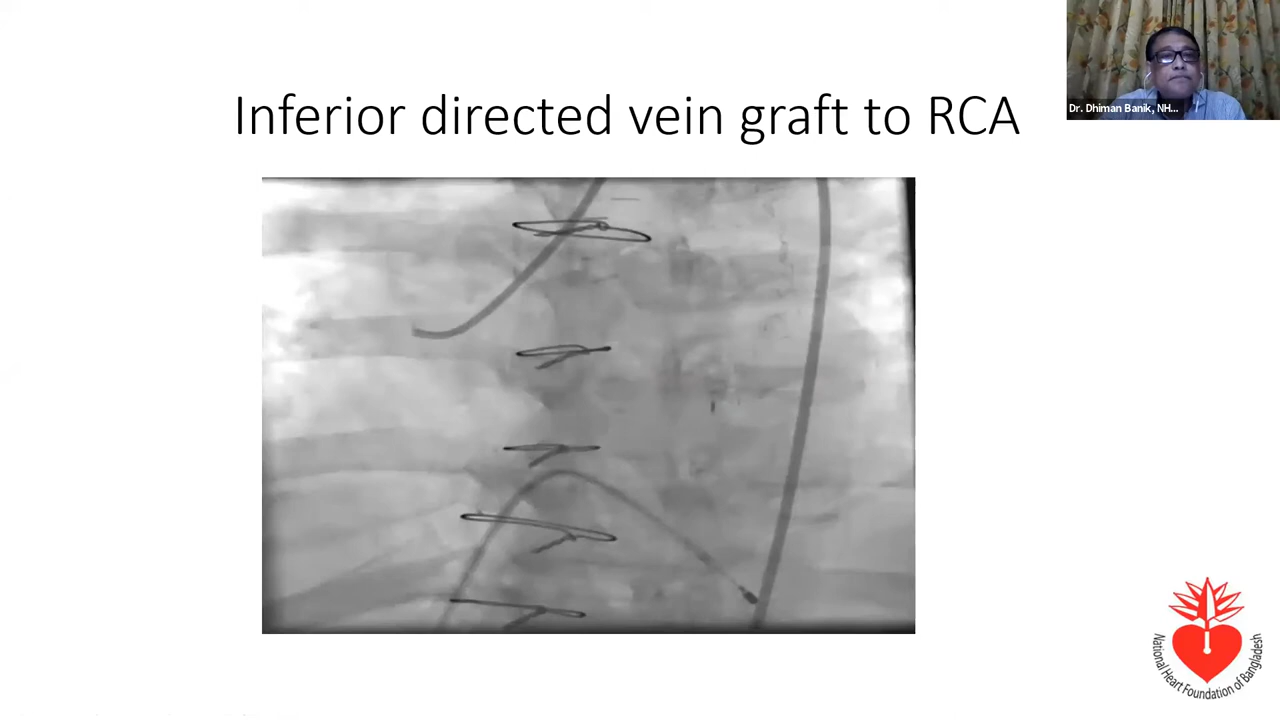 Inferior directed vein graft to RCA
Dr. Dhiman Banik, NH...
National Heart Foundation of Bangladesh